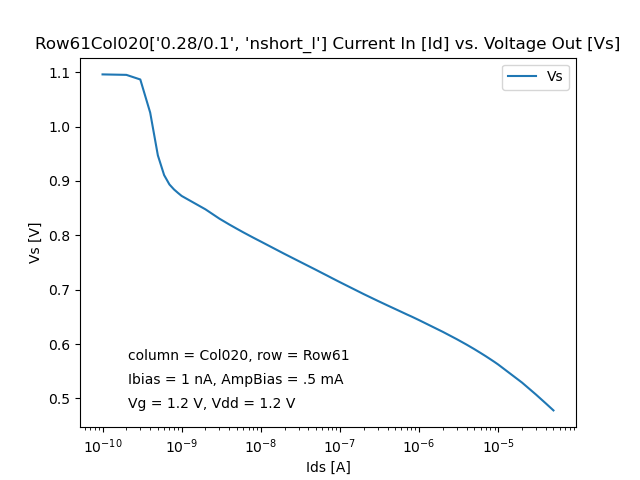 Row61Col020['0.28/0.1', 'nshort_l'] Current In [Id] vs. Voltage Out [Vs]
Vs
1.1
1.0
0.9
0.8
0.7
0.6
0.5
Vs [V]
column = Col020, row = Row61
Ibias = 1 nA, AmpBias = .5 mA
Vg = 1.2 V, Vdd = 1.2 V
10⁻¹⁰ 10⁻⁹ 10⁻⁸ 10⁻⁷ 10⁻⁶ 10⁻⁵
Ids [A]